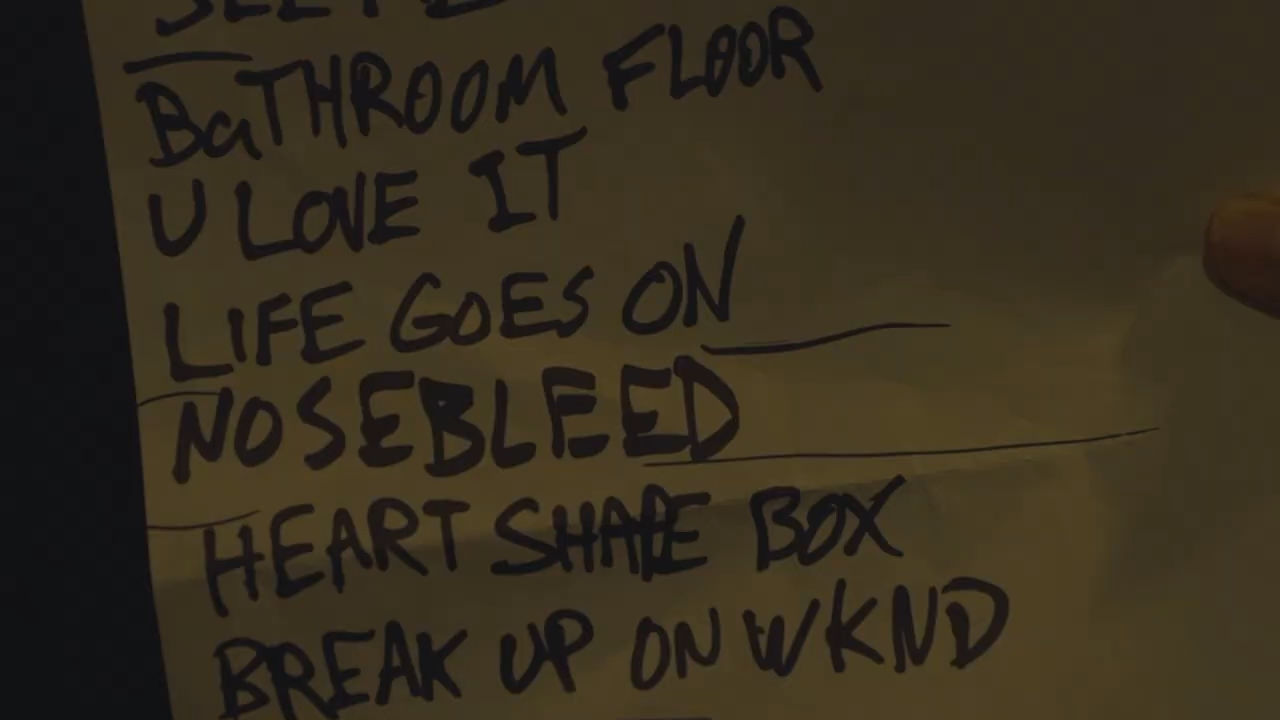 BaTHROOM FLOOR
U LOVE IT
LIFE GOES ON
NOSEBLEED
HEART SHAPE BOX
BREAK UP ON WKND